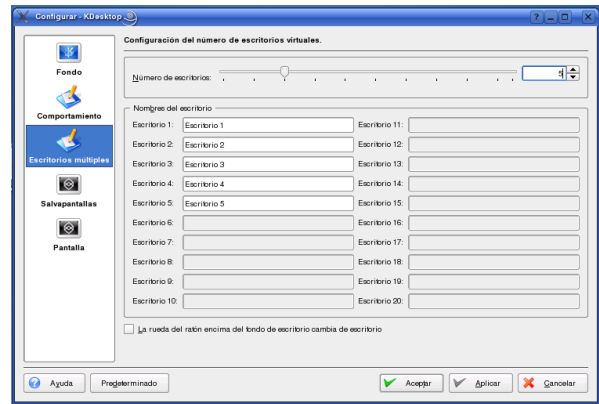 Configurar - KDesktop
Fondo
Comportamiento
Escritorios múltiples
Salvapantallas
Pantalla
Configuración del número de escritorios virtuales.
Número de escritorios: 5
Nombres del escritorio
Escritorio 1: Escritorio 1 Escritorio 11:
Escritorio 2: Escritorio 2 Escritorio 12:
Escritorio 3: Escritorio 3 Escritorio 13:
Escritorio 4: Escritorio 4 Escritorio 14:
Escritorio 5: Escritorio 5 Escritorio 15:
Escritorio 6: Escritorio 16:
Escritorio 7: Escritorio 17:
Escritorio 8: Escritorio 18:
Escritorio 9: Escritorio 19:
Escritorio 10: Escritorio 20:
La rueda del ratón encima del fondo de escritorio cambia de escritorio
Ayuda Predeterminado Aceptar Aplicar Cancelar